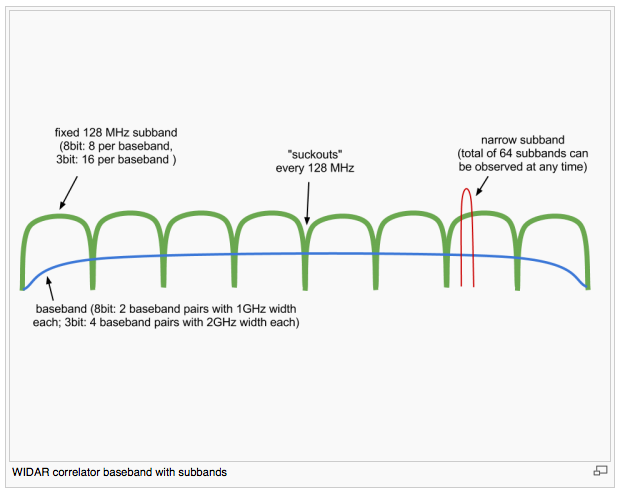 fixed 128 MHz subband
(8bit: 8 per baseband,
3bit: 16 per baseband )
"suckouts"
every 128 MHz
narrow subband
(total of 64 subbands can
be observed at any time)
baseband (8bit: 2 baseband pairs with 1GHz width
each; 3bit: 4 baseband pairs with 2GHz width each)
WIDAR correlator baseband with subbands